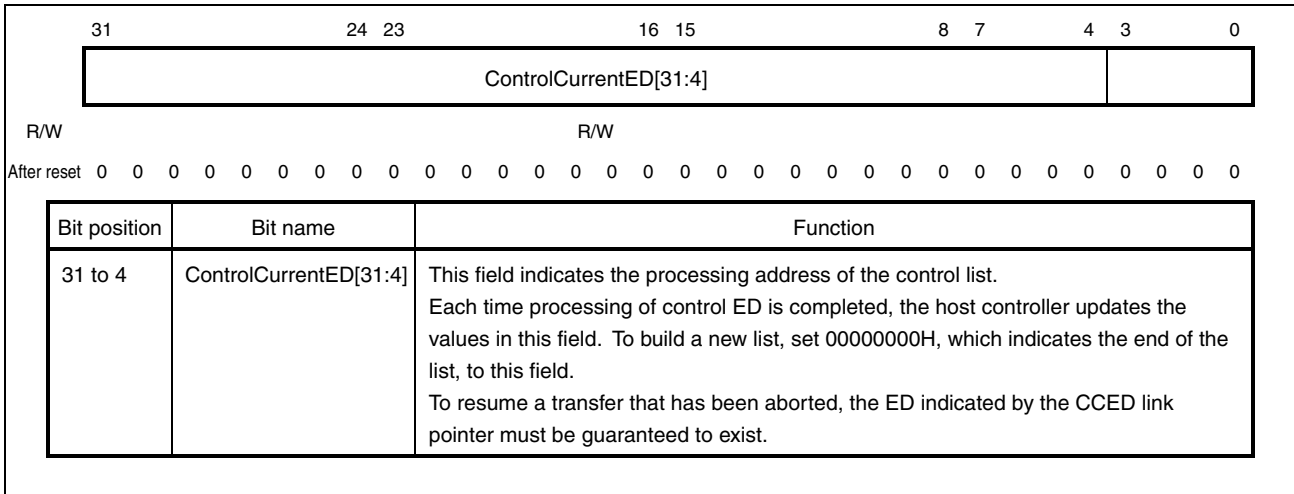 31 24 23 16 15 8 7 4 3 0
ControlCurrentED[31:4]
R/W R/W
After reset 0 0 0 0 0 0 0 0 0 0 0 0 0 0 0 0 0 0 0 0 0 0 0 0 0 0 0 0 0 0 0 0
Bit position Bit name Function
31 to 4 ControlCurrentED[31:4] This field indicates the processing address of the control list.
Each time processing of control ED is completed, the host controller updates the
values in this field. To build a new list, set 00000000H, which indicates the end of the
list, to this field.
To resume a transfer that has been aborted, the ED indicated by the CCED link
pointer must be guaranteed to exist.